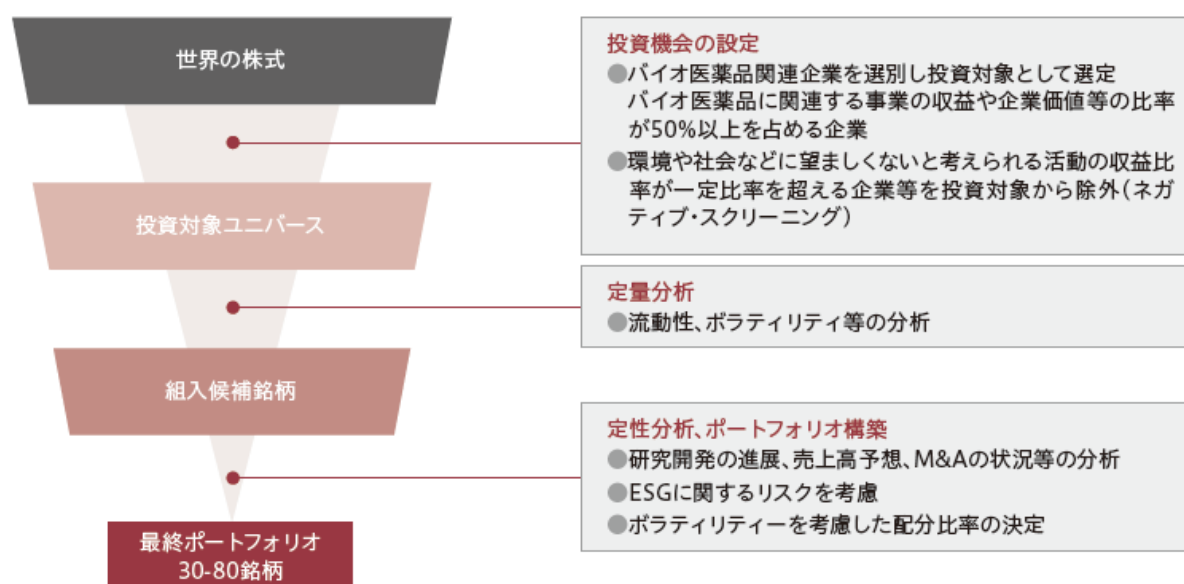 世界の株式
投資機会の設定
●バイオ医薬品関連企業を選別し投資対象として選定
バイオ医薬品に関連する事業の収益や企業価値等の比率
が50%以上を占める企業
●環境や社会などに望ましくないと考えられる活動の収益比
率が一定比率を超える企業等を投資対象から除外(ネガ
ティブ・スクリーニング)
投資対象ユニバース
定量分析
●流動性、ボラティリティ等の分析
組入候補銘柄
定性分析、ポートフォリオ構築
●研究開発の進展、売上高予想、M&Aの状況等の分析
●ESGに関するリスクを考慮
●ボラティリティーを考慮した配分比率の決定
最終ポートフォリオ
30-80銘柄